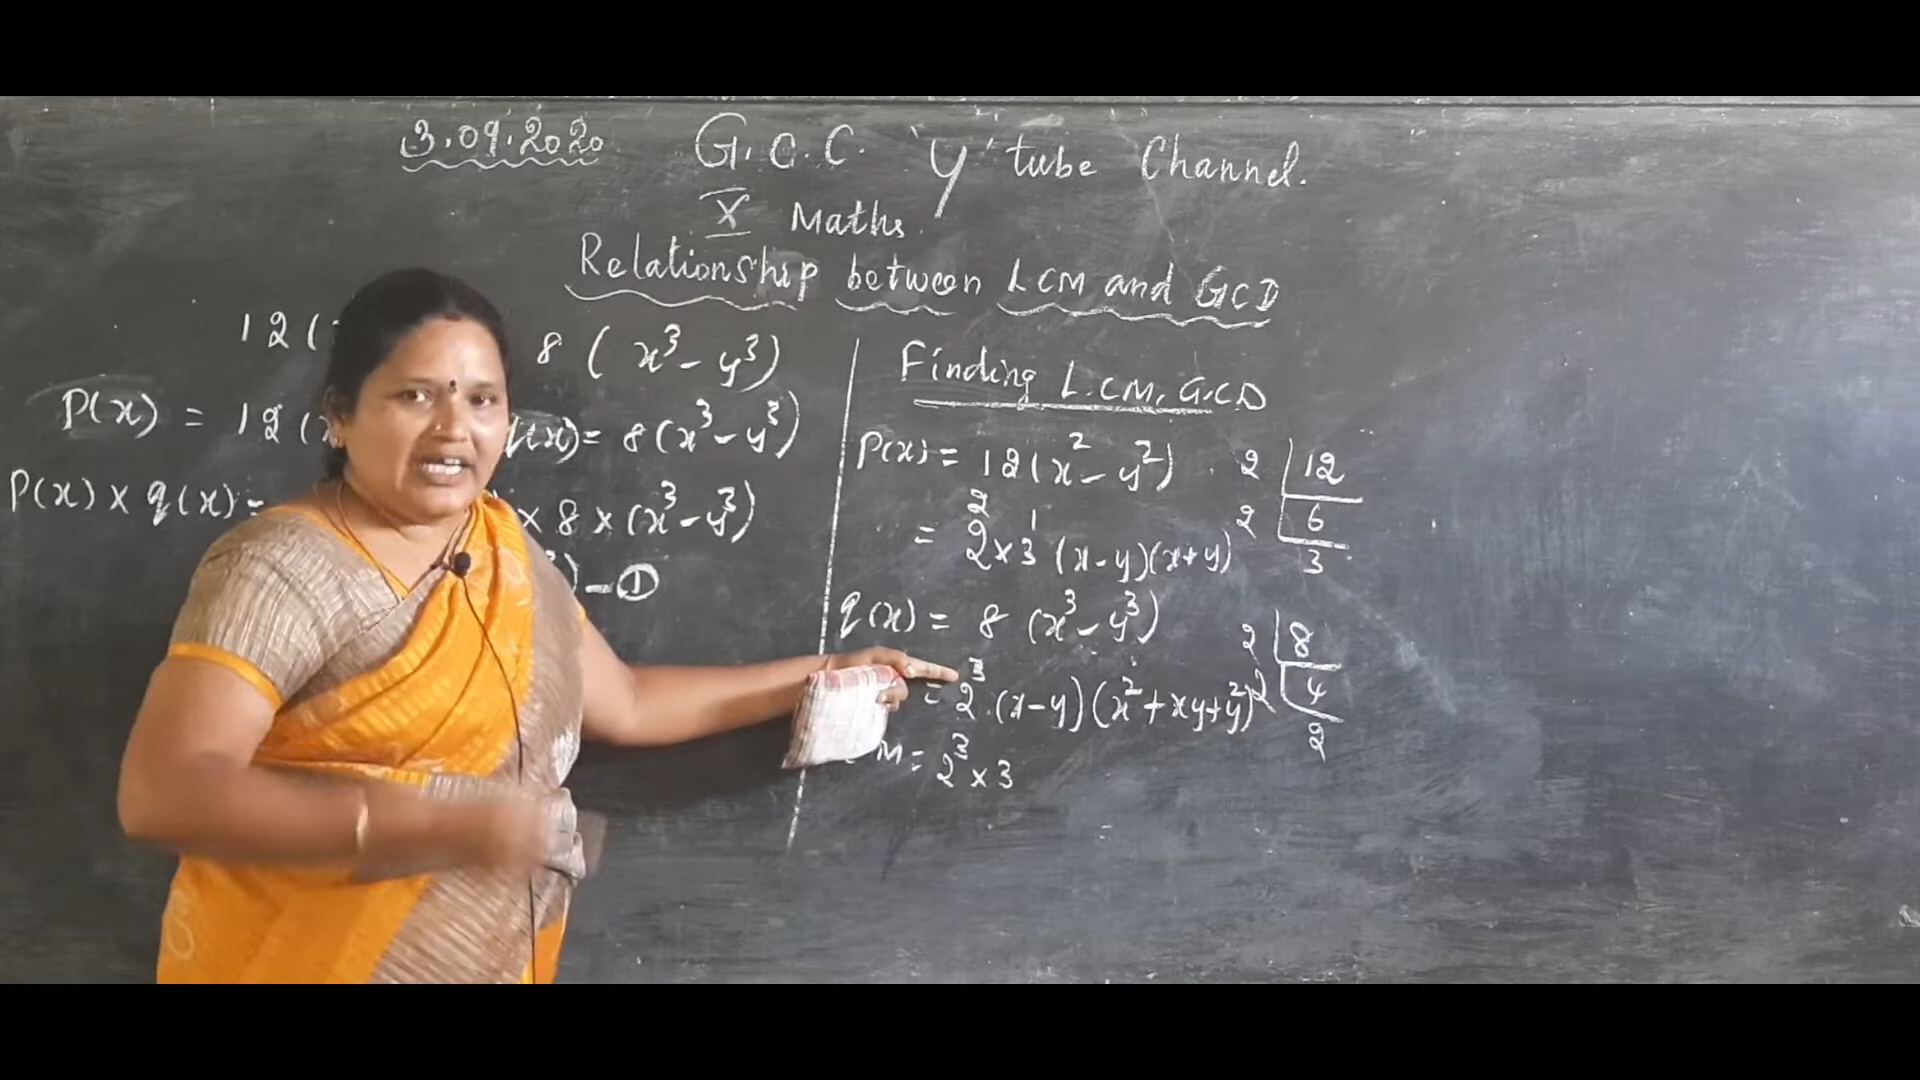 3.09.2020 G.C.C. 'Y' tube Channel.
X Maths.
Relationship between LCM and GCD
12( 8 ( x³ - y³)
P(x) = 12( q(x) = 8(x³ - y³)
P(x) × q(x) = × 8 × (x³ - y³)
) - ①
Finding L.C.M, G.C.D
P(x) = 12(x² - y²)
= 2² × 3¹ (x-y)(x+y)
2 | 12
2 | 6
3
q(x) = 8 (x³ - y³)
= 2³ . (x-y)(x² + xy + y²)
2 | 8
2 | 4
2
M = 2³ × 3